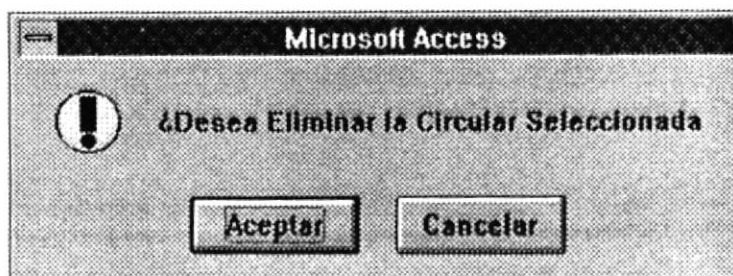 Microsoft Access
¿Desea Eliminar la Circular Seleccionada
Aceptar
Cancelar